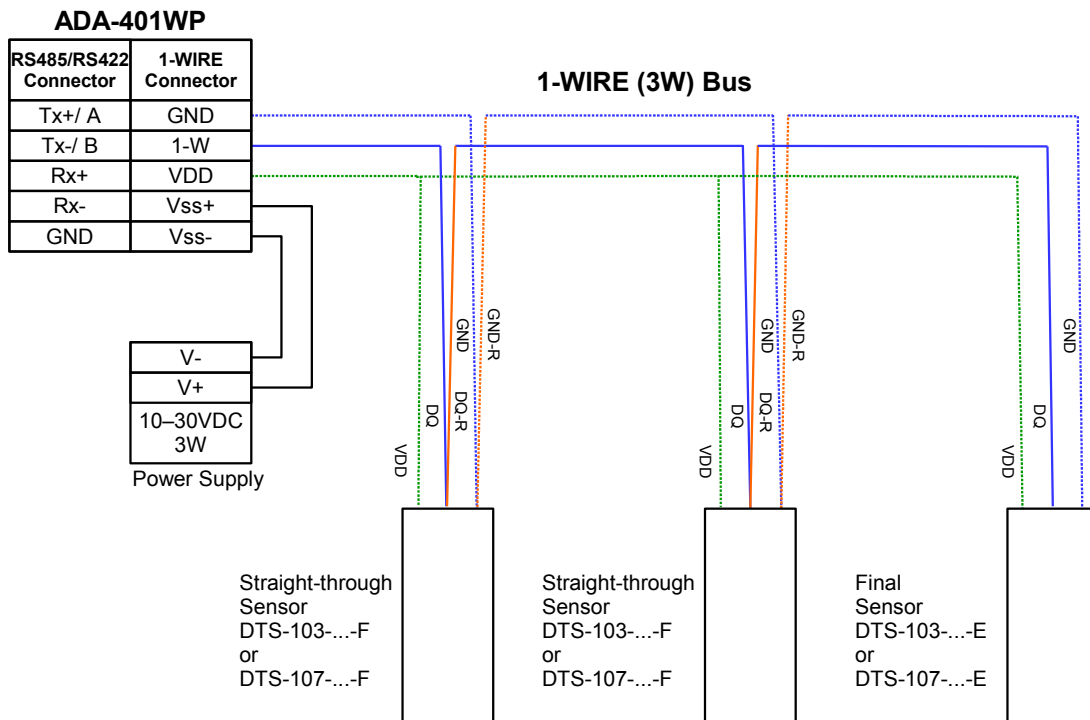 ADA-401WP
RS485/RS422 1-WIRE
Connector Connector
Tx+/ A GND
Tx-/ B 1-W
Rx+ VDD
Rx- Vss+
GND Vss-
1-WIRE (3W) Bus
V-
V+
10–30VDC
3W
Power Supply
VDD
DQ
DQ-R
GND
GND-R
VDD
DQ
DQ-R
GND
GND-R
VDD
DQ
GND
Straight-through
Sensor
DTS-103-...-F
or
DTS-107-...-F
Straight-through
Sensor
DTS-103-...-F
or
DTS-107-...-F
Final
Sensor
DTS-103-...-E
or
DTS-107-...-E